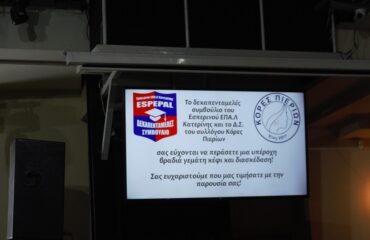 ESPEPAL
ΔΕΚΑΠΕΝΤΑΜΕΛΕΣ
ΣΥΜΒΟΥΛΙΟ
Το δεκαπενταμελές
συμβούλιο του
Εσπερινού ΕΠΑ.Λ
Κατερίνης και το Δ.Σ.
του συλλόγου Κόρες
Πιερίων
ΚΟΡΕΣ ΠΙΕΡΙΩΝ
σας εύχονται να περάσετε μια υπέροχη
βραδιά γεμάτη κέφι και διασκέδαση!
Σας ευχαριστούμε που μας τιμήσατε με την
παρουσία σας!